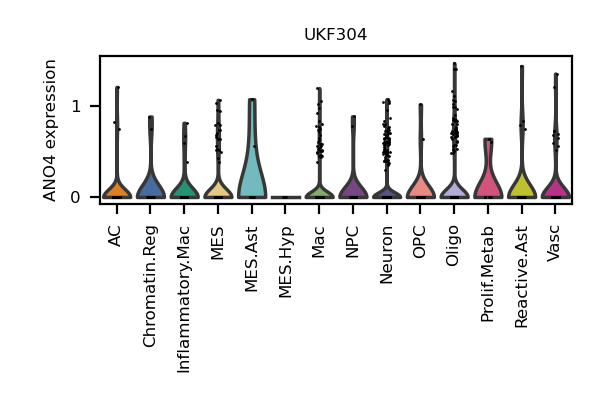 UKF304
ANO4 expression
1
0
AC
Chromatin.Reg
Inflammatory.Mac
MES
MES.Ast
MES.Hyp
Mac
NPC
Neuron
OPC
Oligo
Prolif.Metab
Reactive.Ast
Vasc